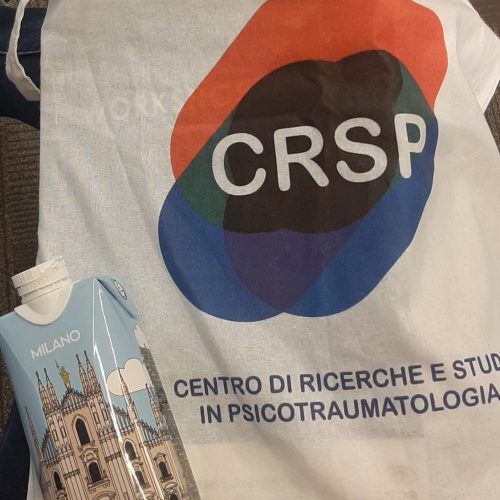 CRSP
CENTRO DI RICERCHE E STUD
IN PSICOTRAUMATOLOGIA
MILANO